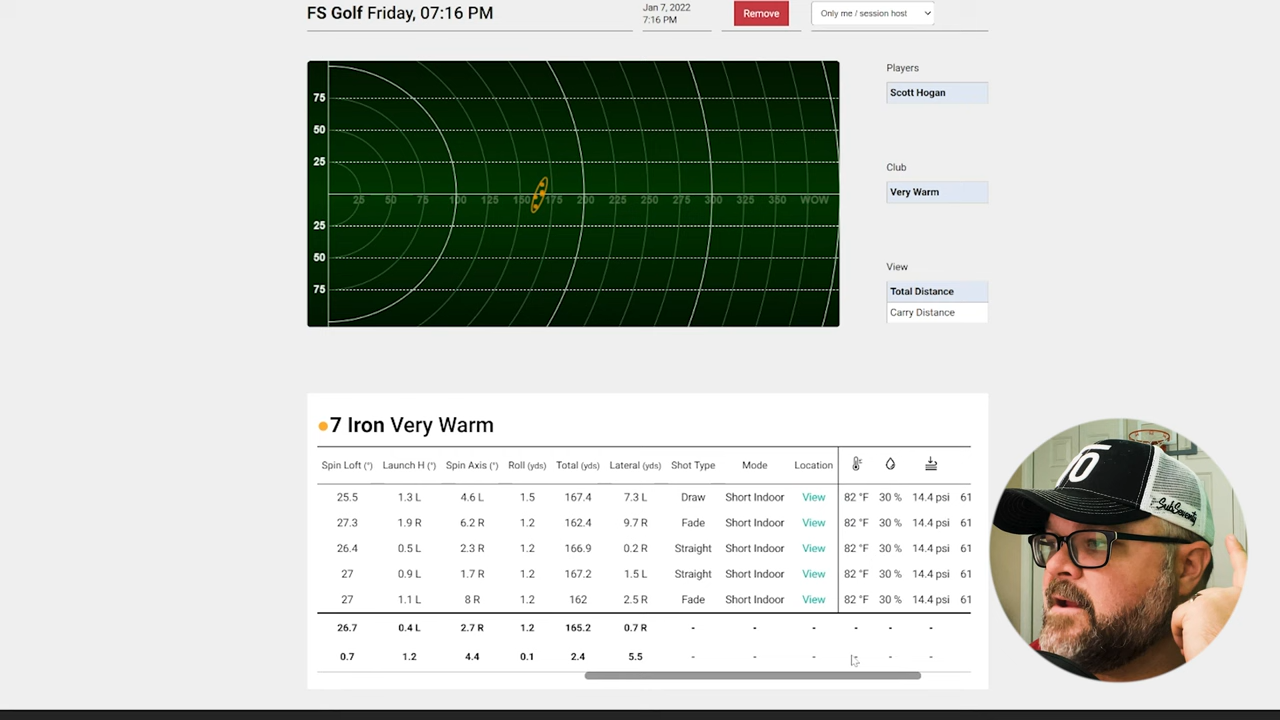 FS Golf Friday, 07:16 PM
Jan 7, 2022
7:16 PM
Remove
Only me / session host
75
50
25
25 50 75 100 125 150 175 200 225 250 275 300 325 350 WOW
25
50
75
Players
Scott Hogan
Club
Very Warm
View
Total Distance
Carry Distance
7 Iron Very Warm
Spin Loft (°) Launch H (°) Spin Axis (°) Roll (yds) Total (yds) Lateral (yds) Shot Type Mode Location
25.5 1.3 L 4.6 L 1.5 167.4 7.3 L Draw Short Indoor View 82 °F 30 % 14.4 psi 61
27.3 1.9 R 6.2 R 1.2 162.4 9.7 R Fade Short Indoor View 82 °F 30 % 14.4 psi 61
26.4 0.5 L 2.3 R 1.2 166.9 0.2 R Straight Short Indoor View 82 °F 30 % 14.4 psi 61
27 0.9 L 1.7 R 1.2 167.2 1.5 L Straight Short Indoor View 82 °F 30 % 14.4 psi 61
27 1.1 L 8 R 1.2 162 2.5 R Fade Short Indoor View 82 °F 30 % 14.4 psi 61
26.7 0.4 L 2.7 R 1.2 165.2 0.7 R - - - - - -
0.7 1.2 4.4 0.1 2.4 5.5 - - - - - -
70
SubSeventy